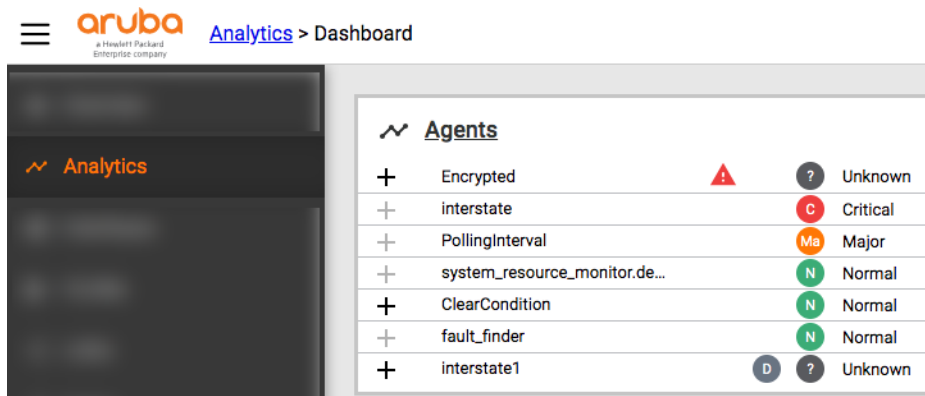 aruba
a Hewlett Packard
Enterprise company
Analytics > Dashboard
Analytics
Agents
Encrypted ? Unknown
interstate C Critical
PollingInterval Ma Major
system_resource_monitor.de... N Normal
ClearCondition N Normal
fault_finder N Normal
interstate1 D ? Unknown